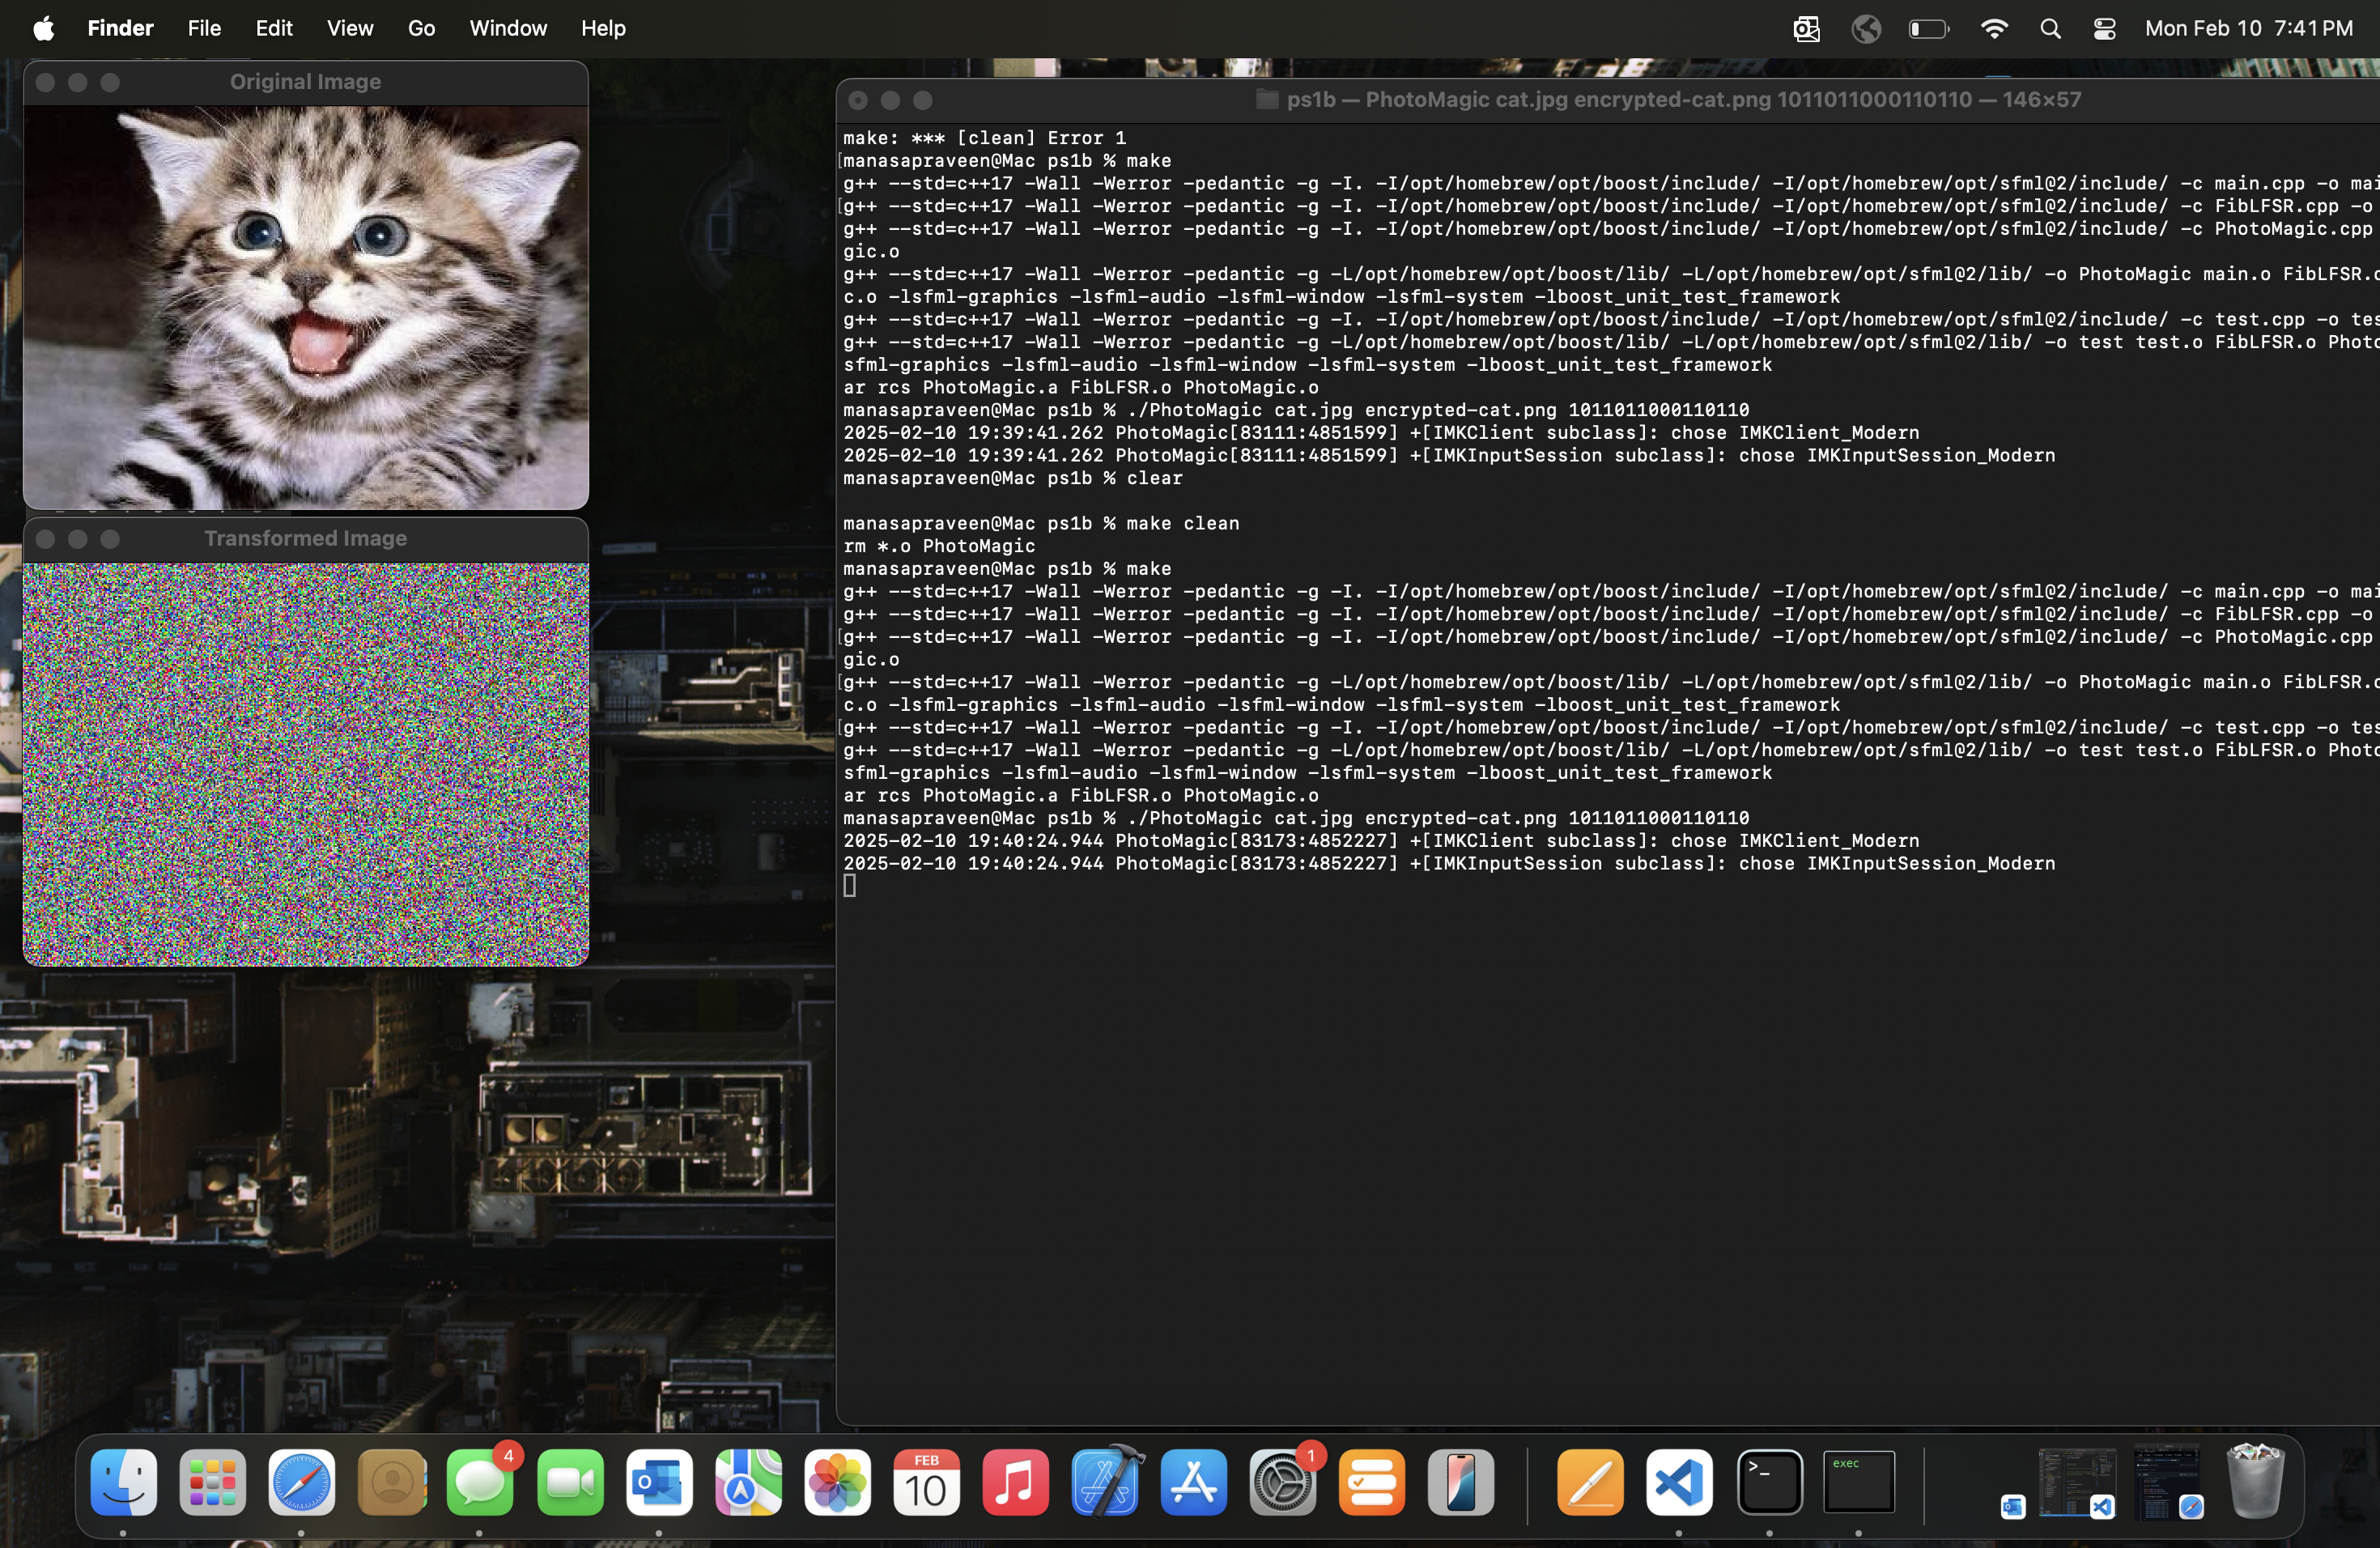 Finder File Edit View Go Window Help Mon Feb 10 7:41 PM
Original Image
Transformed Image
ps1b — PhotoMagic cat.jpg encrypted-cat.png 1011011000110110 — 146×57
make: *** [clean] Error 1
[manasapraveen@Mac ps1b % make
g++ --std=c++17 -Wall -Werror -pedantic -g -I. -I/opt/homebrew/opt/boost/include/ -I/opt/homebrew/opt/sfml@2/include/ -c main.cpp -o mai
[g++ --std=c++17 -Wall -Werror -pedantic -g -I. -I/opt/homebrew/opt/boost/include/ -I/opt/homebrew/opt/sfml@2/include/ -c FibLFSR.cpp -o
g++ --std=c++17 -Wall -Werror -pedantic -g -I. -I/opt/homebrew/opt/boost/include/ -I/opt/homebrew/opt/sfml@2/include/ -c PhotoMagic.cpp
gic.o
g++ --std=c++17 -Wall -Werror -pedantic -g -L/opt/homebrew/opt/boost/lib/ -L/opt/homebrew/opt/sfml@2/lib/ -o PhotoMagic main.o FibLFSR.o
c.o -lsfml-graphics -lsfml-audio -lsfml-window -lsfml-system -lboost_unit_test_framework
g++ --std=c++17 -Wall -Werror -pedantic -g -I. -I/opt/homebrew/opt/boost/include/ -I/opt/homebrew/opt/sfml@2/include/ -c test.cpp -o tes
g++ --std=c++17 -Wall -Werror -pedantic -g -L/opt/homebrew/opt/boost/lib/ -L/opt/homebrew/opt/sfml@2/lib/ -o test test.o FibLFSR.o Photo
sfml-graphics -lsfml-audio -lsfml-window -lsfml-system -lboost_unit_test_framework
ar rcs PhotoMagic.a FibLFSR.o PhotoMagic.o
manasapraveen@Mac ps1b % ./PhotoMagic cat.jpg encrypted-cat.png 1011011000110110
2025-02-10 19:39:41.262 PhotoMagic[83111:4851599] +[IMKClient subclass]: chose IMKClient_Modern
2025-02-10 19:39:41.262 PhotoMagic[83111:4851599] +[IMKInputSession subclass]: chose IMKInputSession_Modern
manasapraveen@Mac ps1b % clear
manasapraveen@Mac ps1b % make clean
rm *.o PhotoMagic
manasapraveen@Mac ps1b % make
g++ --std=c++17 -Wall -Werror -pedantic -g -I. -I/opt/homebrew/opt/boost/include/ -I/opt/homebrew/opt/sfml@2/include/ -c main.cpp -o mai
g++ --std=c++17 -Wall -Werror -pedantic -g -I. -I/opt/homebrew/opt/boost/include/ -I/opt/homebrew/opt/sfml@2/include/ -c FibLFSR.cpp -o
[g++ --std=c++17 -Wall -Werror -pedantic -g -I. -I/opt/homebrew/opt/boost/include/ -I/opt/homebrew/opt/sfml@2/include/ -c PhotoMagic.cpp
gic.o
[g++ --std=c++17 -Wall -Werror -pedantic -g -L/opt/homebrew/opt/boost/lib/ -L/opt/homebrew/opt/sfml@2/lib/ -o PhotoMagic main.o FibLFSR.o
c.o -lsfml-graphics -lsfml-audio -lsfml-window -lsfml-system -lboost_unit_test_framework
[g++ --std=c++17 -Wall -Werror -pedantic -g -I. -I/opt/homebrew/opt/boost/include/ -I/opt/homebrew/opt/sfml@2/include/ -c test.cpp -o tes
g++ --std=c++17 -Wall -Werror -pedantic -g -L/opt/homebrew/opt/boost/lib/ -L/opt/homebrew/opt/sfml@2/lib/ -o test test.o FibLFSR.o Photo
sfml-graphics -lsfml-audio -lsfml-window -lsfml-system -lboost_unit_test_framework
ar rcs PhotoMagic.a FibLFSR.o PhotoMagic.o
manasapraveen@Mac ps1b % ./PhotoMagic cat.jpg encrypted-cat.png 1011011000110110
2025-02-10 19:40:24.944 PhotoMagic[83173:4852227] +[IMKClient subclass]: chose IMKClient_Modern
2025-02-10 19:40:24.944 PhotoMagic[83173:4852227] +[IMKInputSession subclass]: chose IMKInputSession_Modern
4
FEB
10
1
exec